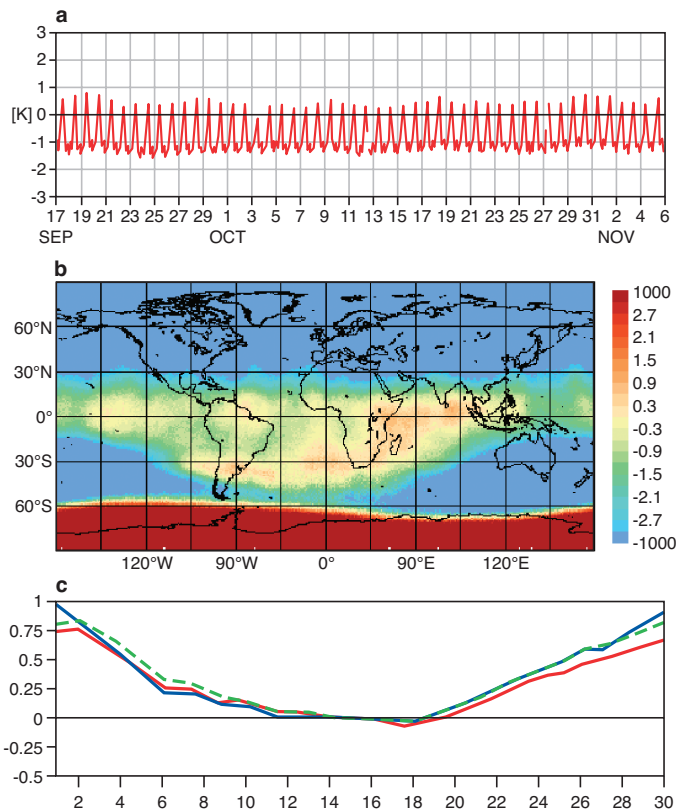 a
3
2
1
[K] 0
-1
-2
-3
17 19 21 23 25 27 29 1 3 5 7 9 11 13 15 17 19 21 23 25 27 29 31 2 4 6
SEP OCT NOV
b
60°N
30°N
0°
30°S
60°S
120°W 90°W 0° 90°E 120°E
1000
2.7
2.1
1.5
0.9
0.3
-0.3
-0.9
-1.5
-2.1
-2.7
-1000
c
1
0.75
0.5
0.25
0
-0.25
-0.5
2 4 6 8 10 12 14 16 18 20 22 24 26 28 30